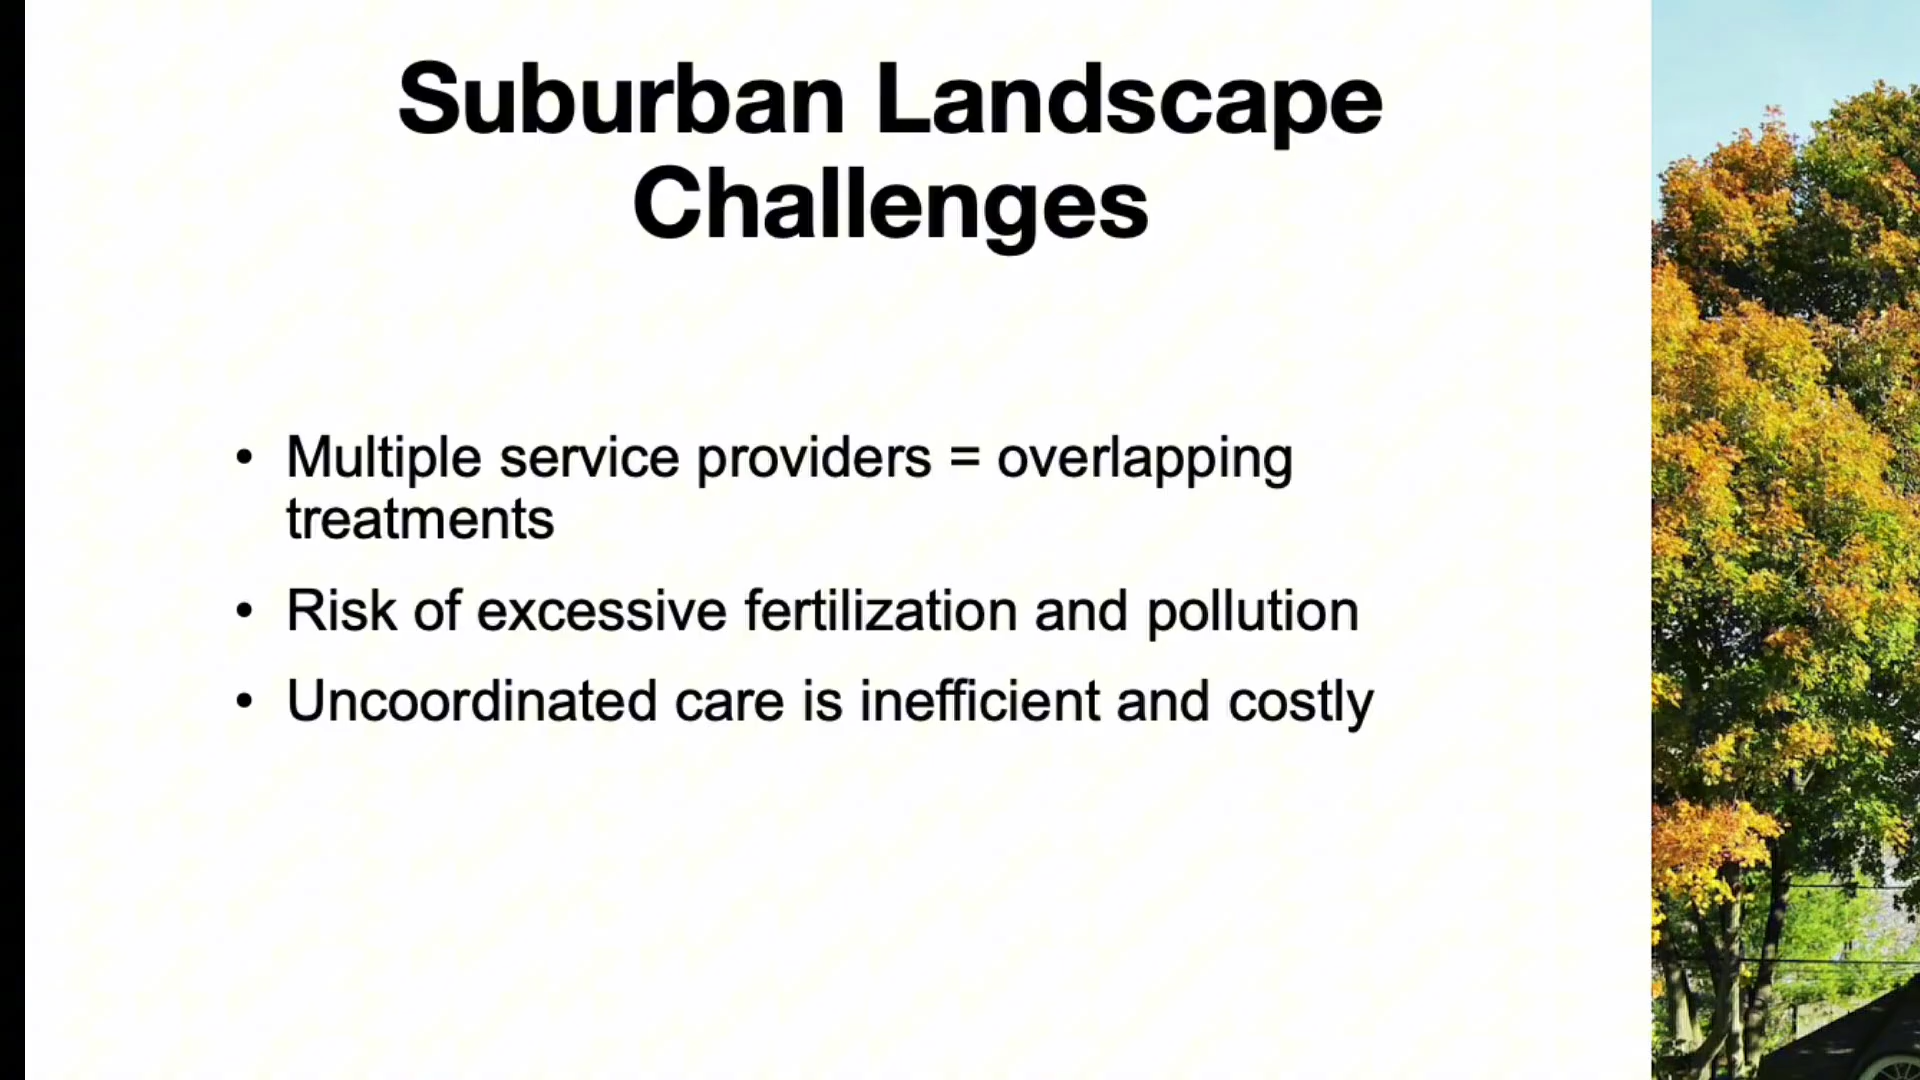 Suburban Landscape
Challenges
• Multiple service providers = overlapping
treatments
• Risk of excessive fertilization and pollution
• Uncoordinated care is inefficient and costly